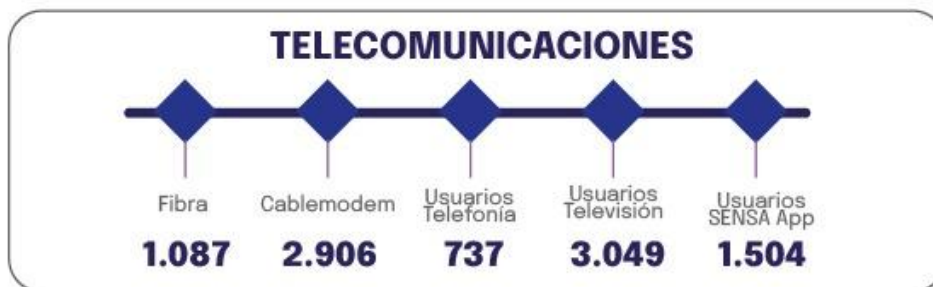 TELECOMUNICACIONES
Fibra
1.087
Cablemodem
2.906
Usuarios
Telefonía
737
Usuarios
Televisión
3.049
Usuarios
SENSA App
1.504